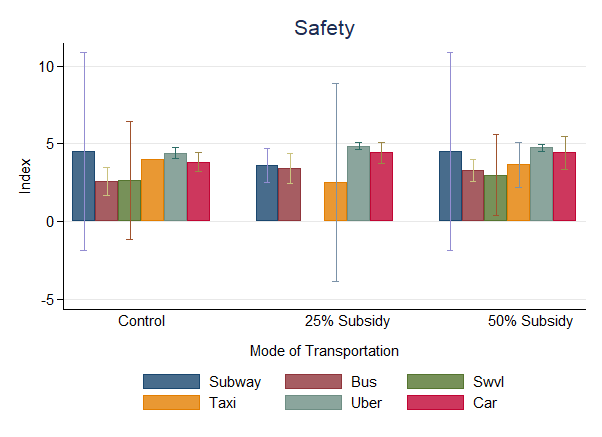 Safety
Index
10
5
0
-5
Control 25% Subsidy 50% Subsidy
Mode of Transportation
Subway Bus Swvl
Taxi Uber Car